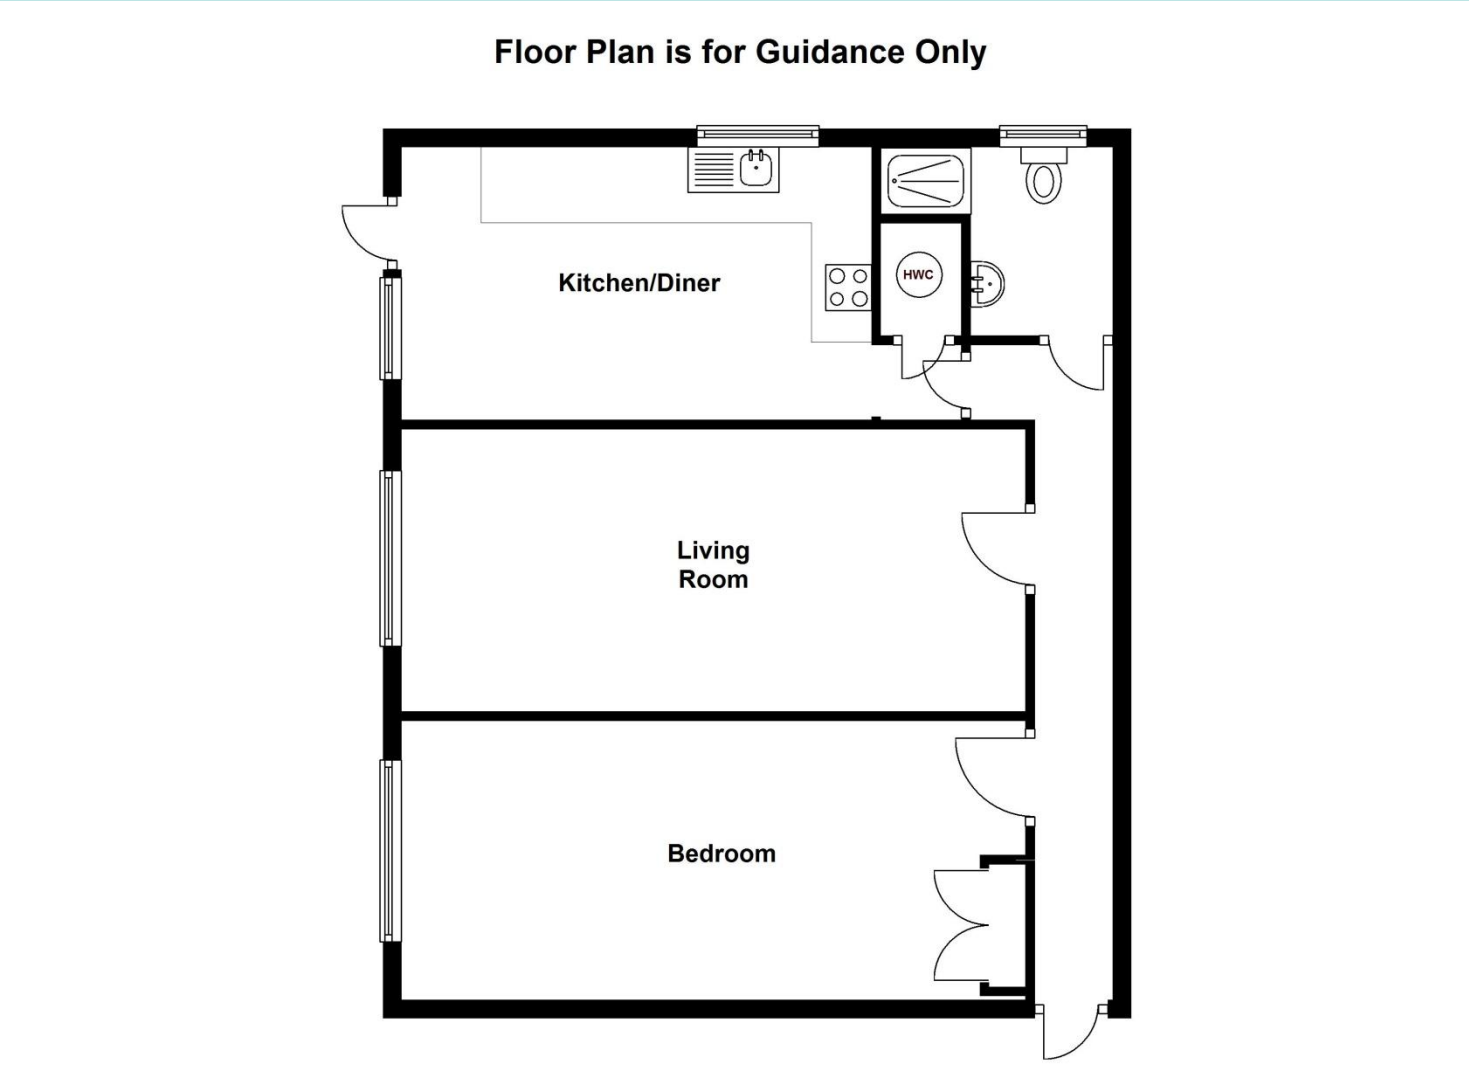 Floor Plan is for Guidance Only
Kitchen/Diner
HWC
Living
Room
Bedroom